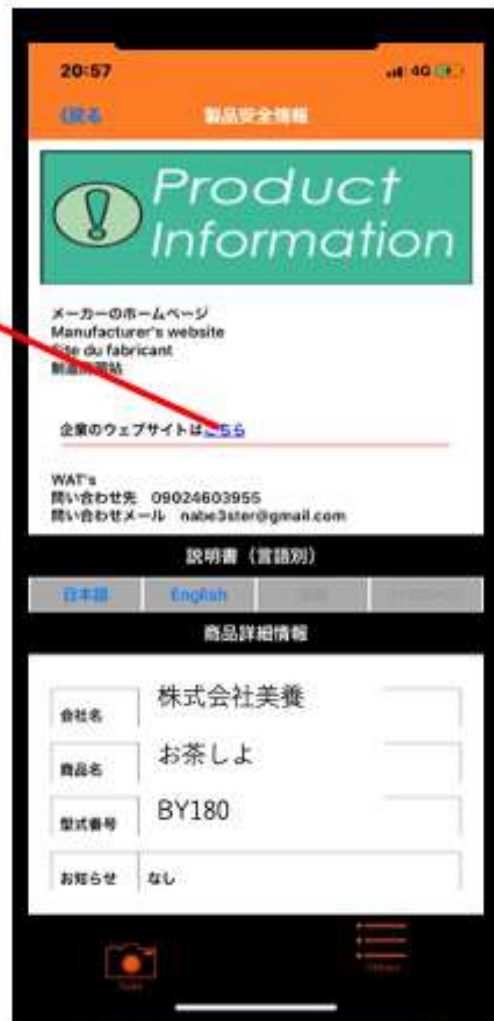 20:57
4G
製品安全情報
Product
Information
メーカーのホームページ
Manufacturer's website
Site du fabricant
企業のウェブサイトはこちら
WAT's
問い合わせ先 09024603955
問い合わせメール nabe3ster@gmail.com
説明書（言語別）
日本語 English
商品詳細情報
会社名 株式会社美養
商品名 お茶しよ
型式番号 BY180
お知らせ なし